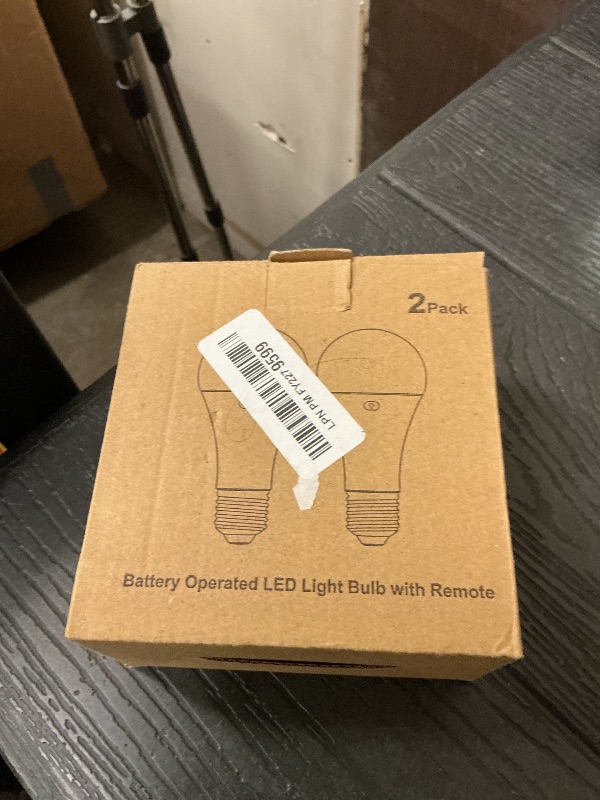 2Pack
LPN PM FY227 9599
Battery Operated LED Light Bulb with Remote